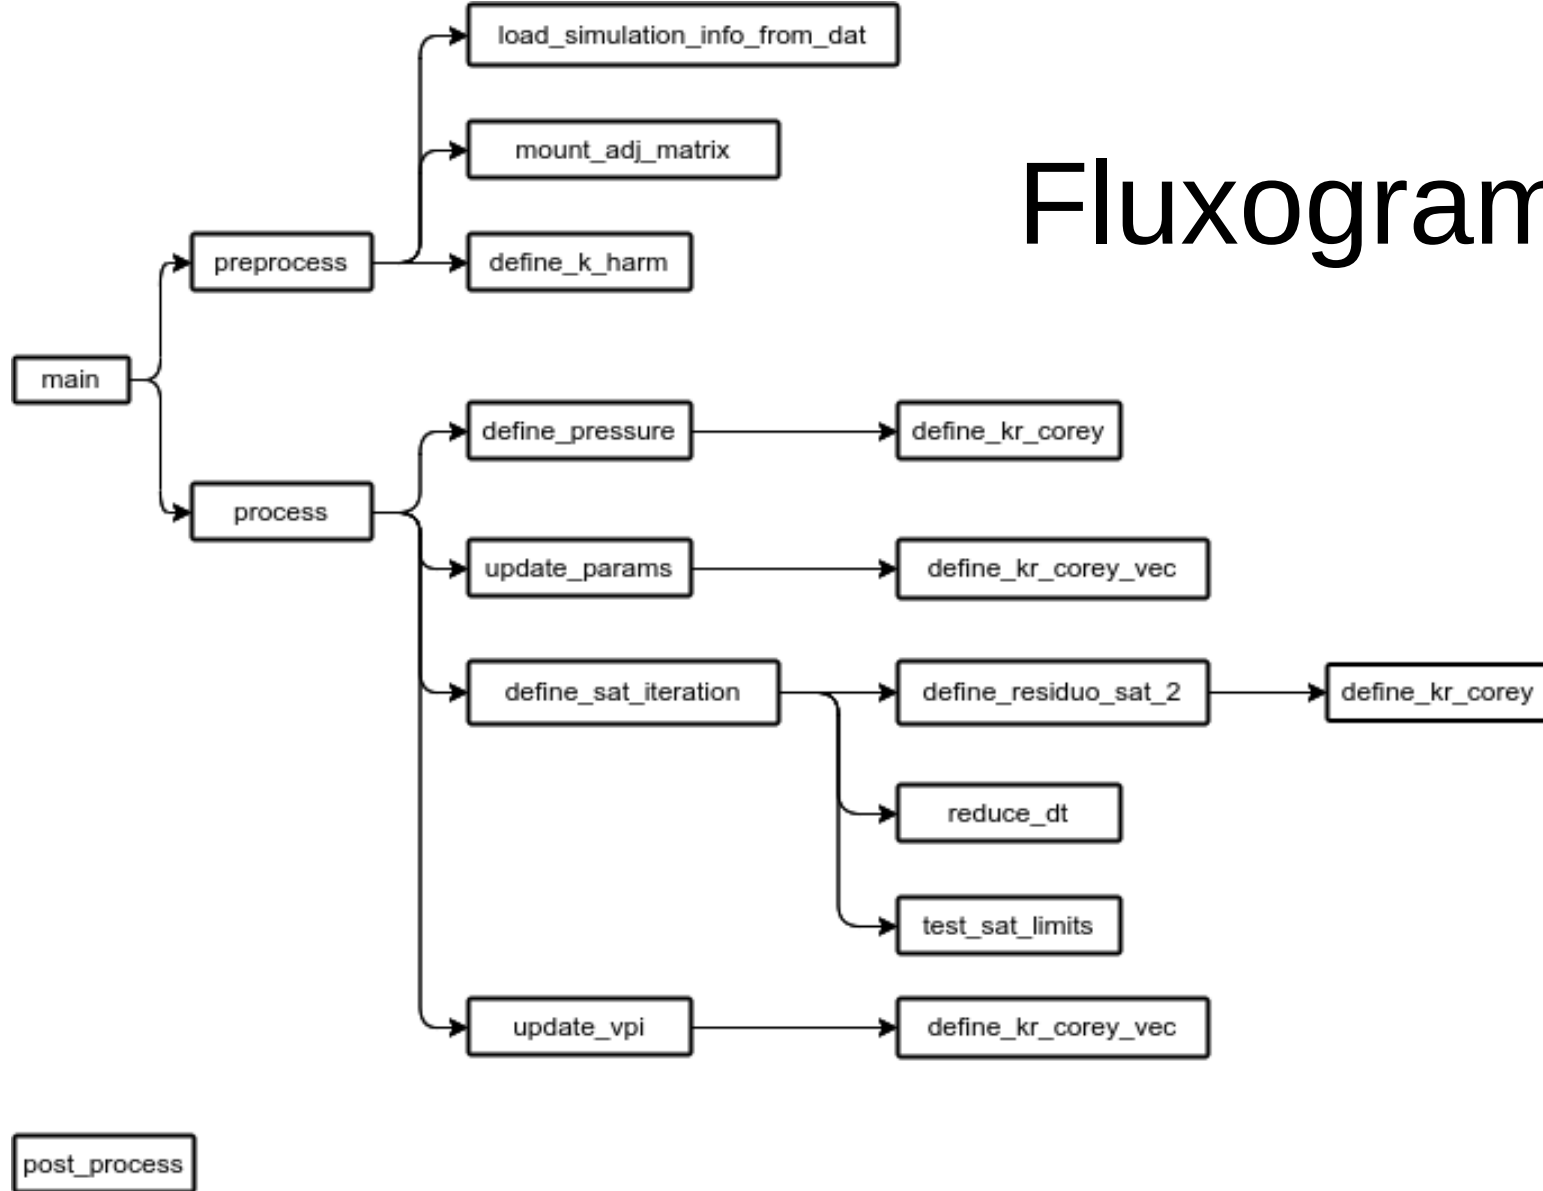 load_simulation_info_from_dat
mount_adj_matrix
Fluxogram
preprocess
define_k_harm
main
define_pressure
define_kr_corey
process
update_params
define_kr_corey_vec
define_sat_iteration
define_residuo_sat_2
define_kr_corey
reduce_dt
test_sat_limits
update_vpi
define_kr_corey_vec
post_process